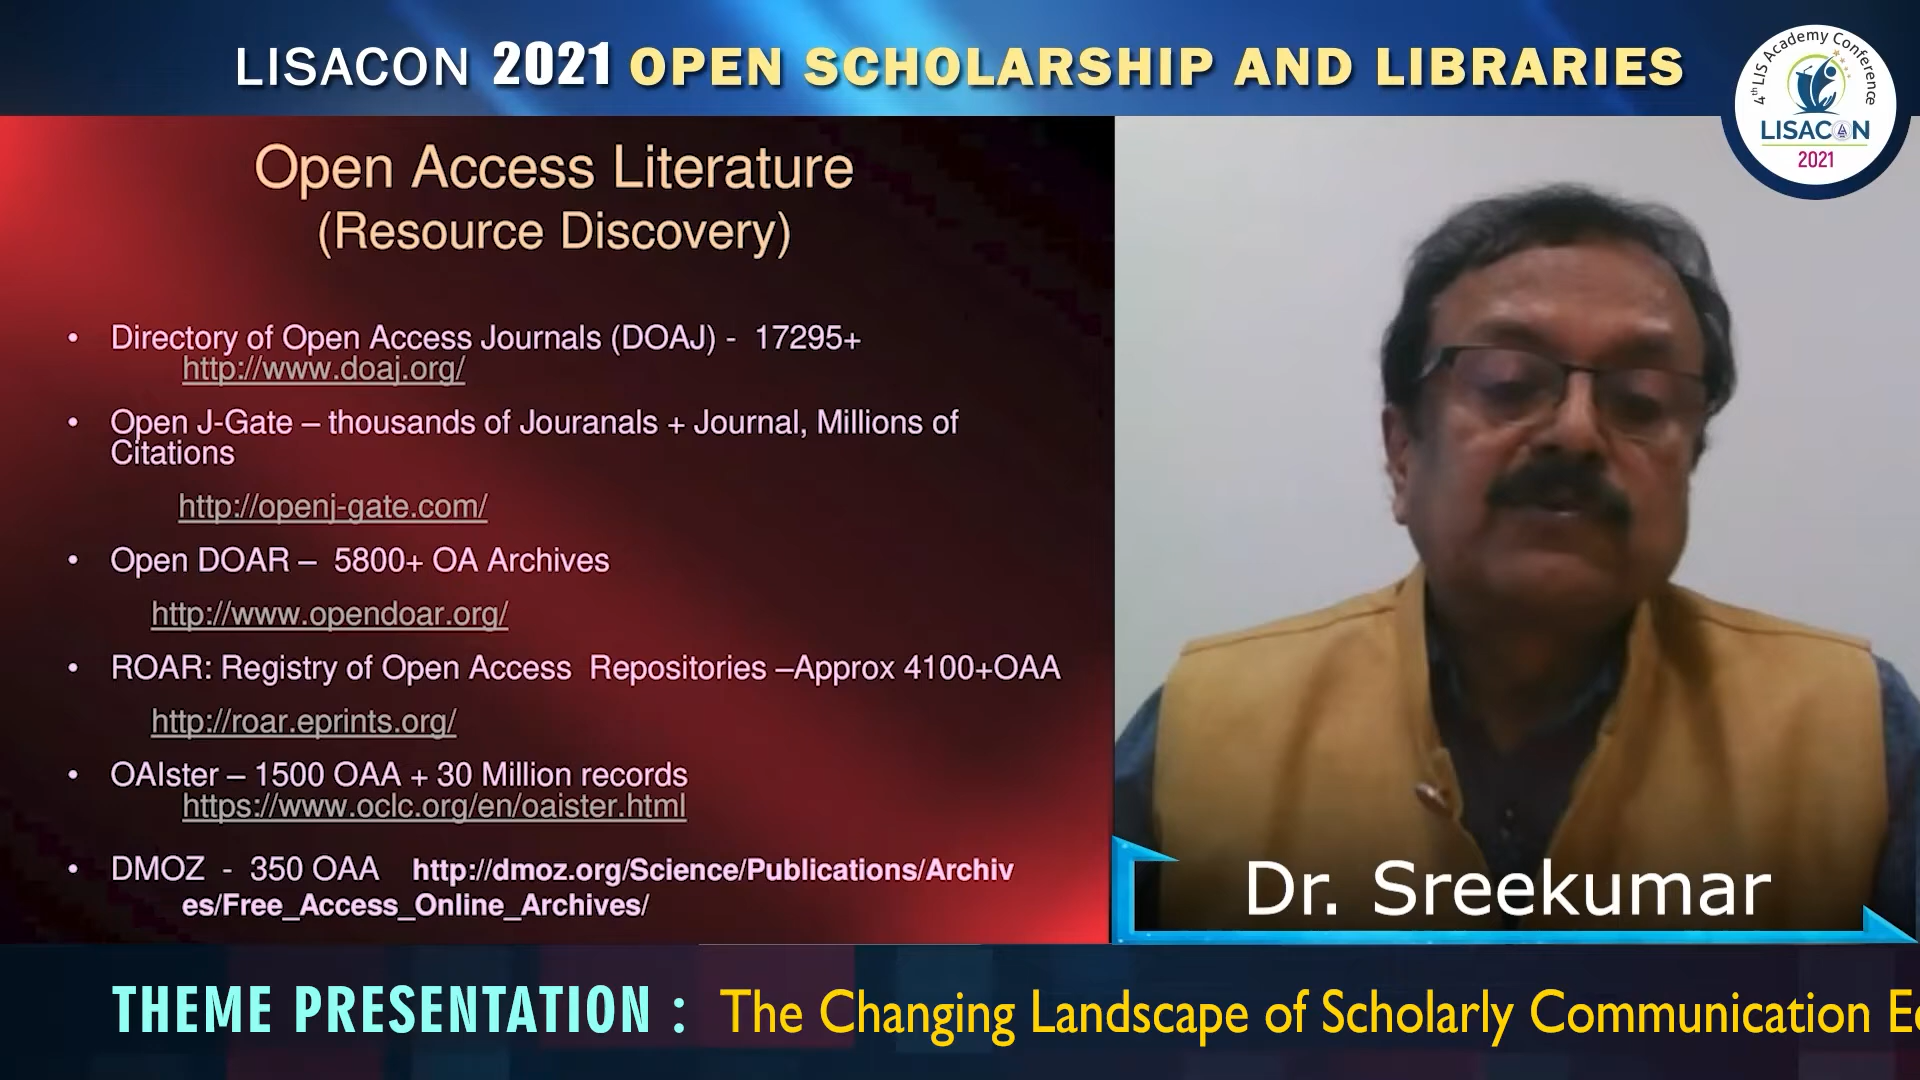 LISACON 2021 OPEN SCHOLARSHIP AND LIBRARIES
4th LIS Academy Conference
LISACON
2021
Open Access Literature
(Resource Discovery)
• Directory of Open Access Journals (DOAJ) - 17295+
http://www.doaj.org/
• Open J-Gate – thousands of Jouranals + Journal, Millions of
Citations
http://openj-gate.com/
• Open DOAR – 5800+ OA Archives
http://www.opendoar.org/
• ROAR: Registry of Open Access Repositories –Approx 4100+OAA
http://roar.eprints.org/
• OAIster – 1500 OAA + 30 Million records
https://www.oclc.org/en/oaister.html
• DMOZ - 350 OAA http://dmoz.org/Science/Publications/Archiv
es/Free_Access_Online_Archives/
Dr. Sreekumar
THEME PRESENTATION : The Changing Landscape of Scholarly Communication